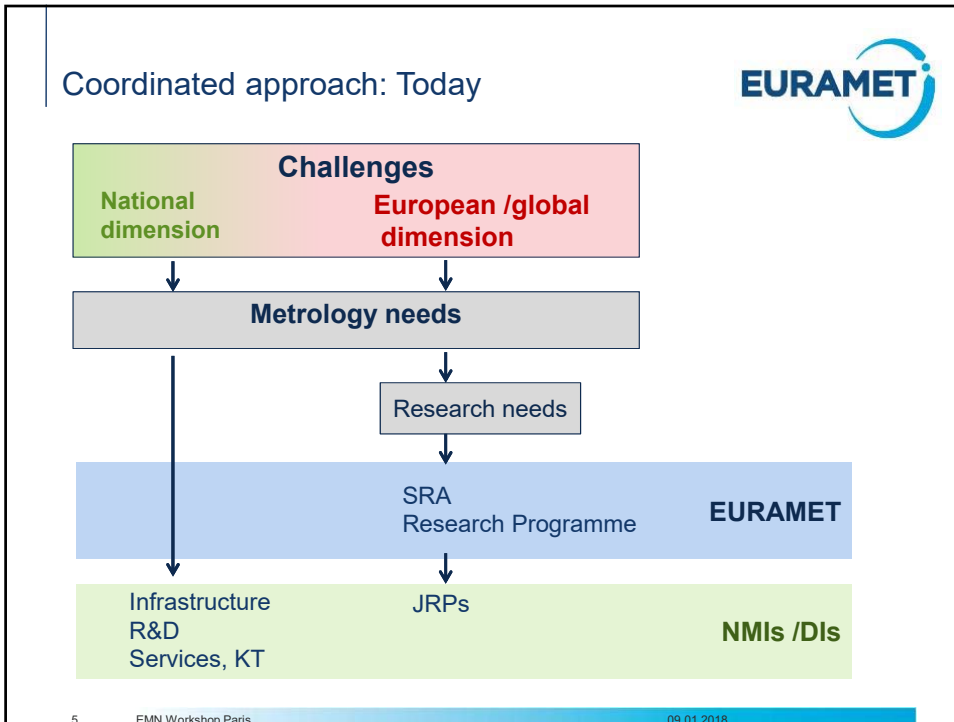 Coordinated approach: Today
EURAMET
Challenges
National
dimension
European /global
dimension
Metrology needs
Research needs
SRA
Research Programme
EURAMET
Infrastructure
R&D
Services, KT
JRPs
NMIs /DIs
5 EMN Workshop Paris 09.01.2018